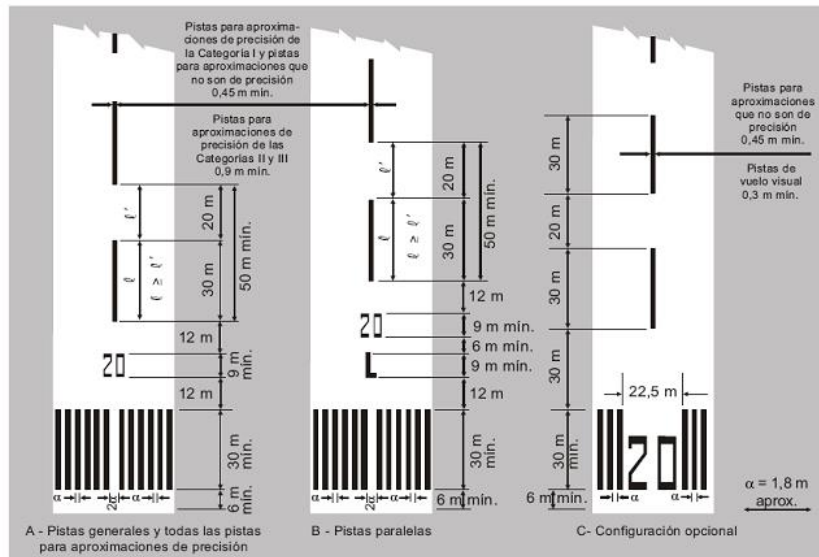 Pistas para aproxima-
ciones de precisión
de la Categoría I y pistas
para aproximaciones que
no son de precisión
0,45 m mín.
Pistas para
aproximaciones de
precisión de las
Categorías II y III
0,9 m mín.
ℓ'
ℓ
ℓ ≥ ℓ'
20 m
30 m
50 m mín.
12 m
20
9 m
mín.
12 m
30 m
mín.
6 m
mín.
α
2α
α
A - Pistas generales y todas las pistas
para aproximaciones de precisión
ℓ'
ℓ
ℓ ≥ ℓ'
20 m
30 m
50 m mín.
12 m
20
9 m mín.
6 m mín.
L
9 m mín.
12 m
30 m
mín.
6 m mín.
α
2α
α
B - Pistas paralelas
Pistas para
aproximaciones
que no son de
precisión
0,45 m mín.
Pistas de
vuelo visual
0,3 m mín.
30 m
20 m
30 m
30 m
22,5 m
30 m
mín.
20
6 m mín.
α
α
α = 1,8 m
aprox.
C- Configuración opcional